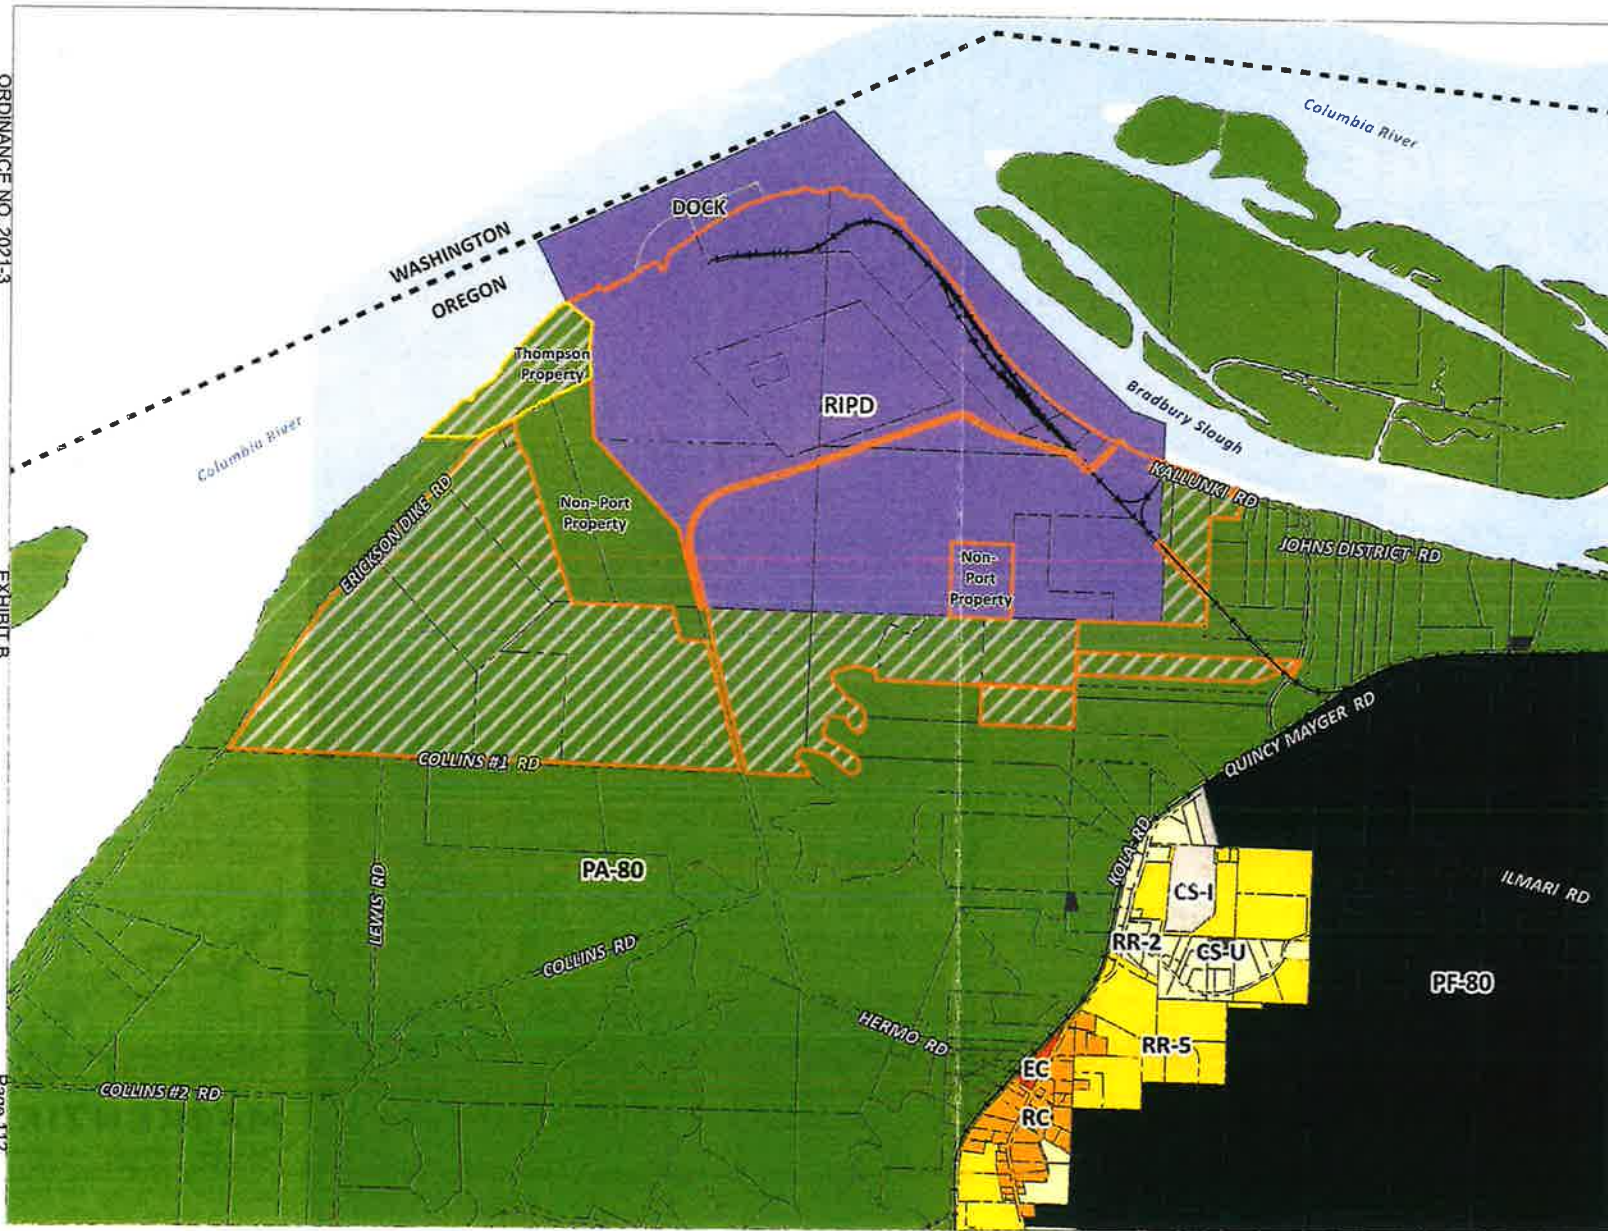 ORDINANCE NO. 2021-3
EXHIBIT B
Columbia River
DOCK
WASHINGTON
OREGON
Thompson
Property
RIPD
Bradbury Slough
Columbia River
KALLUNKI RD
ERICKSON DIKE RD
Non- Port
Property
JOHNS DISTRICT RD
Non-
Port
Property
QUINCY MAYGER RD
COLLINS #1 RD
KOLA RD
PA-80
CS-I
ILMARI RD
LEWIS RD
RR-2
CS-U
COLLINS RD
PF-80
HERMO RD
RR-5
EC
COLLINS #2 RD
RC